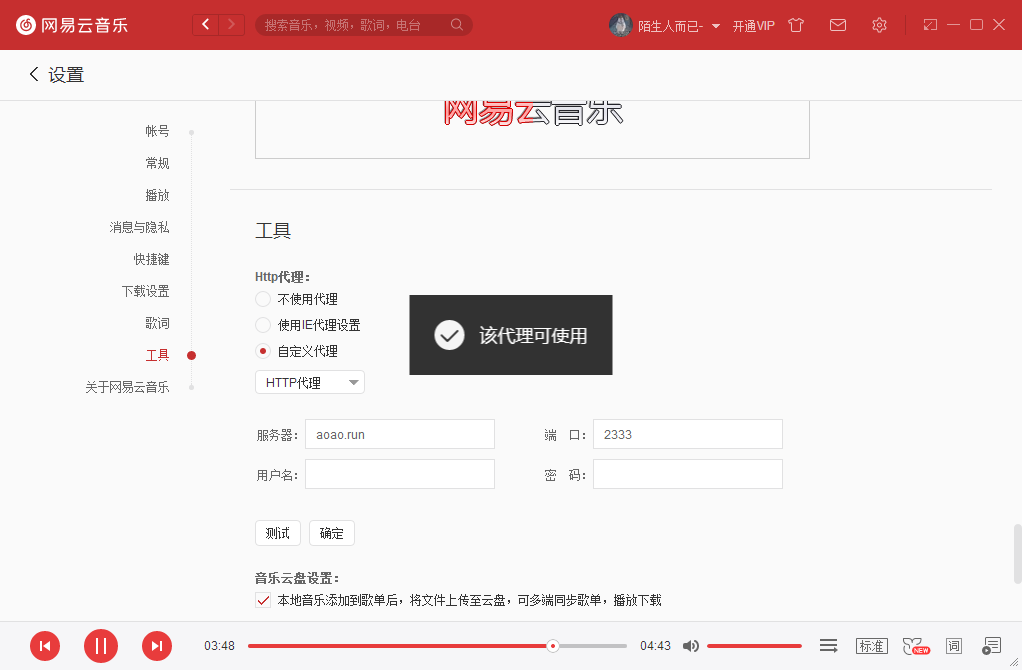 网易云音乐
搜索音乐，视频，歌词，电台
陌生人而已-
开通VIP
设置
网易云音乐
帐号
常规
播放
消息与隐私
快捷键
下载设置
歌词
工具
关于网易云音乐
工具
Http代理：
不使用代理
使用IE代理设置
自定义代理
HTTP代理
该代理可使用
服务器： aoao.run 端 口： 2333
用户名： 密 码：
测试 确定
音乐云盘设置：
本地音乐添加到歌单后，将文件上传至云盘，可多端同步歌单，播放下载
03:48 04:43 标准 NEW 词